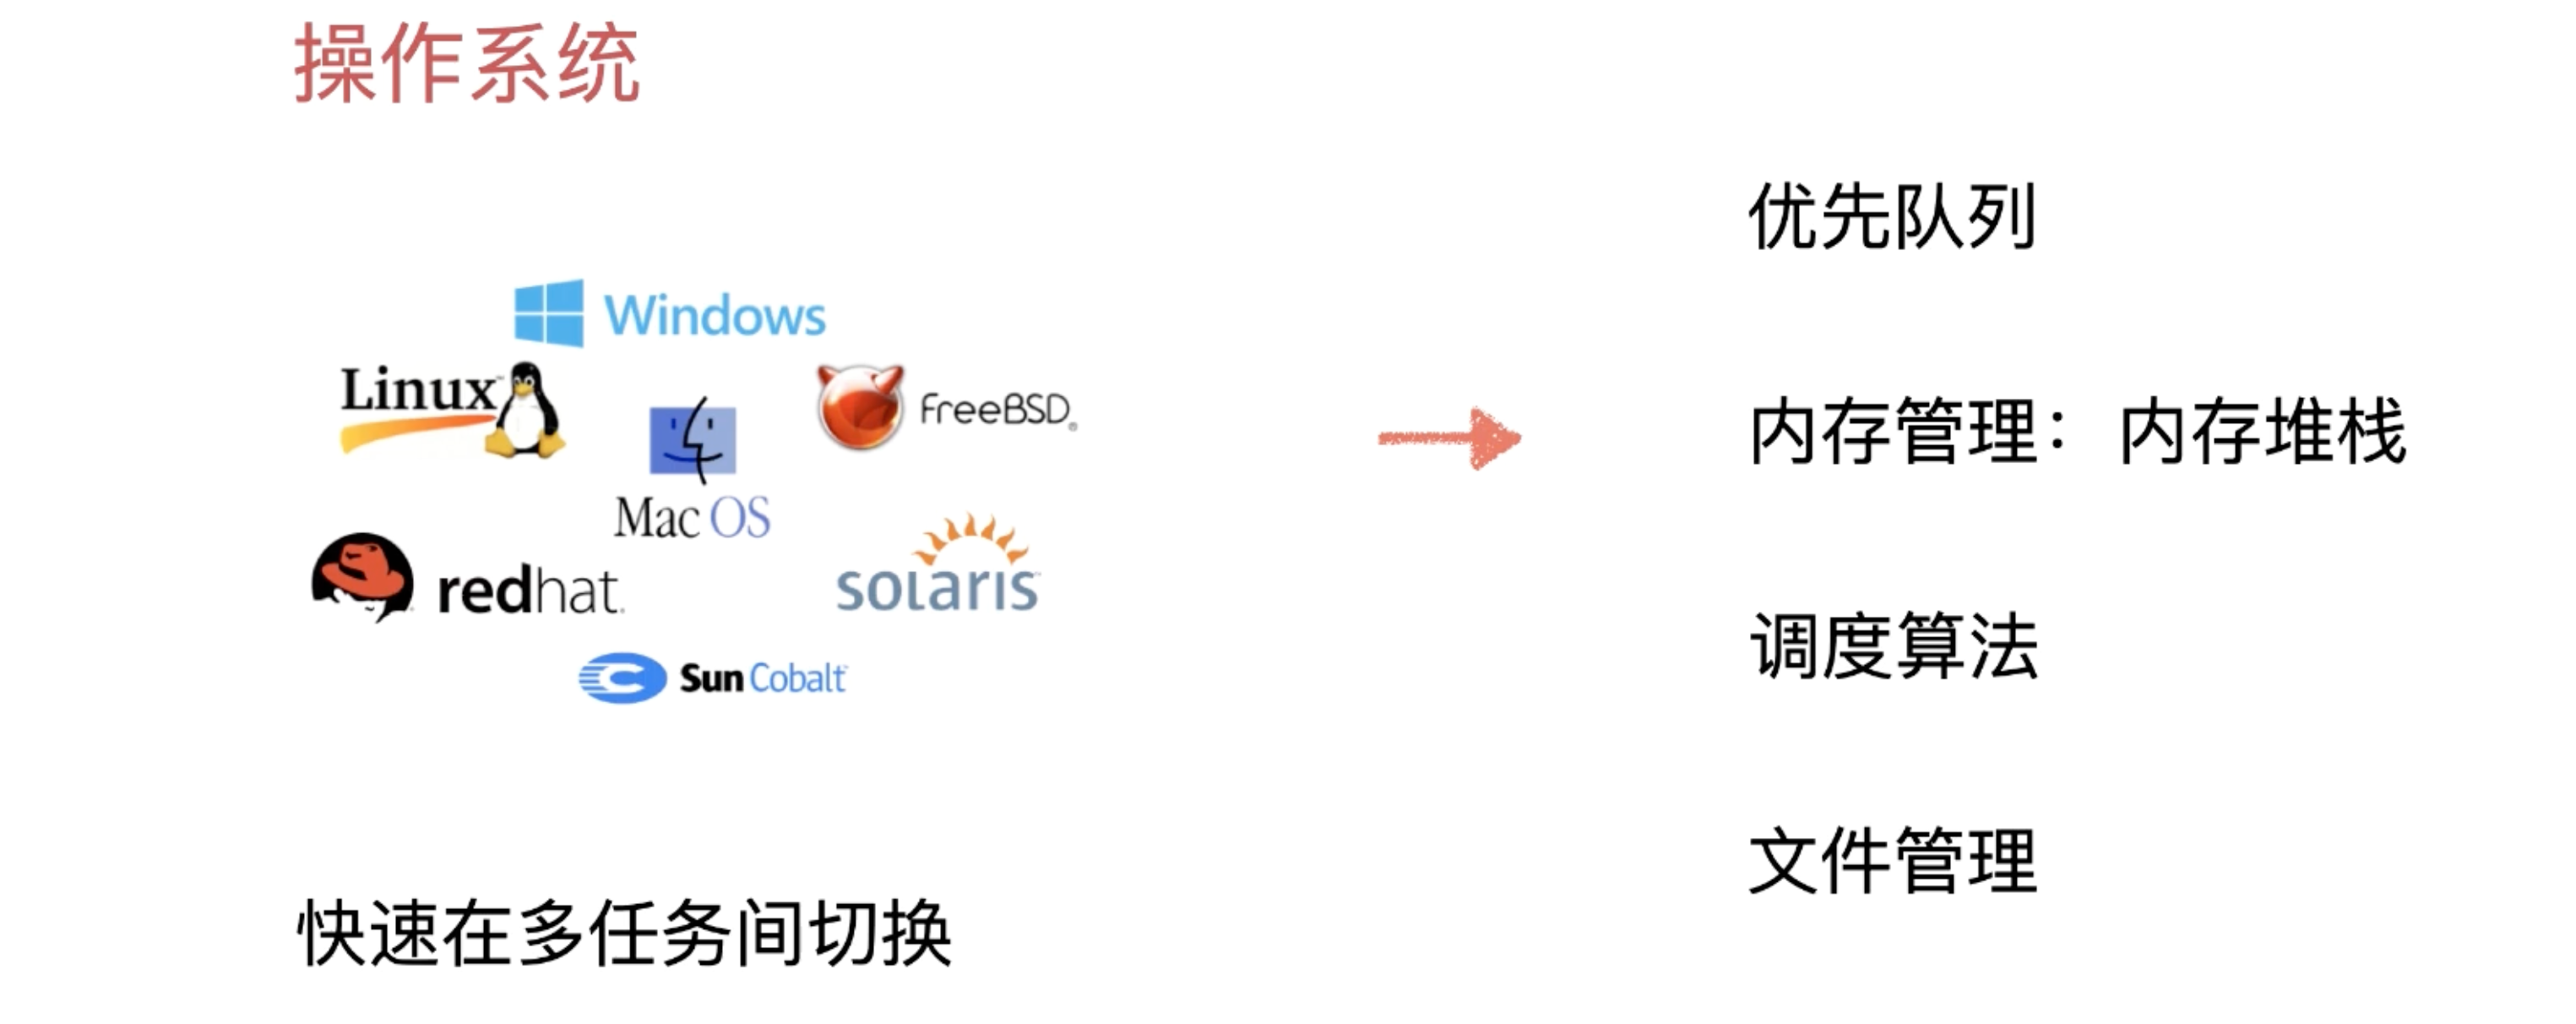 操作系统
Windows
Linux
FreeBSD
Mac OS
redhat.
solaris
Sun Cobalt
快速在多任务间切换
优先队列
内存管理：内存堆栈
调度算法
文件管理